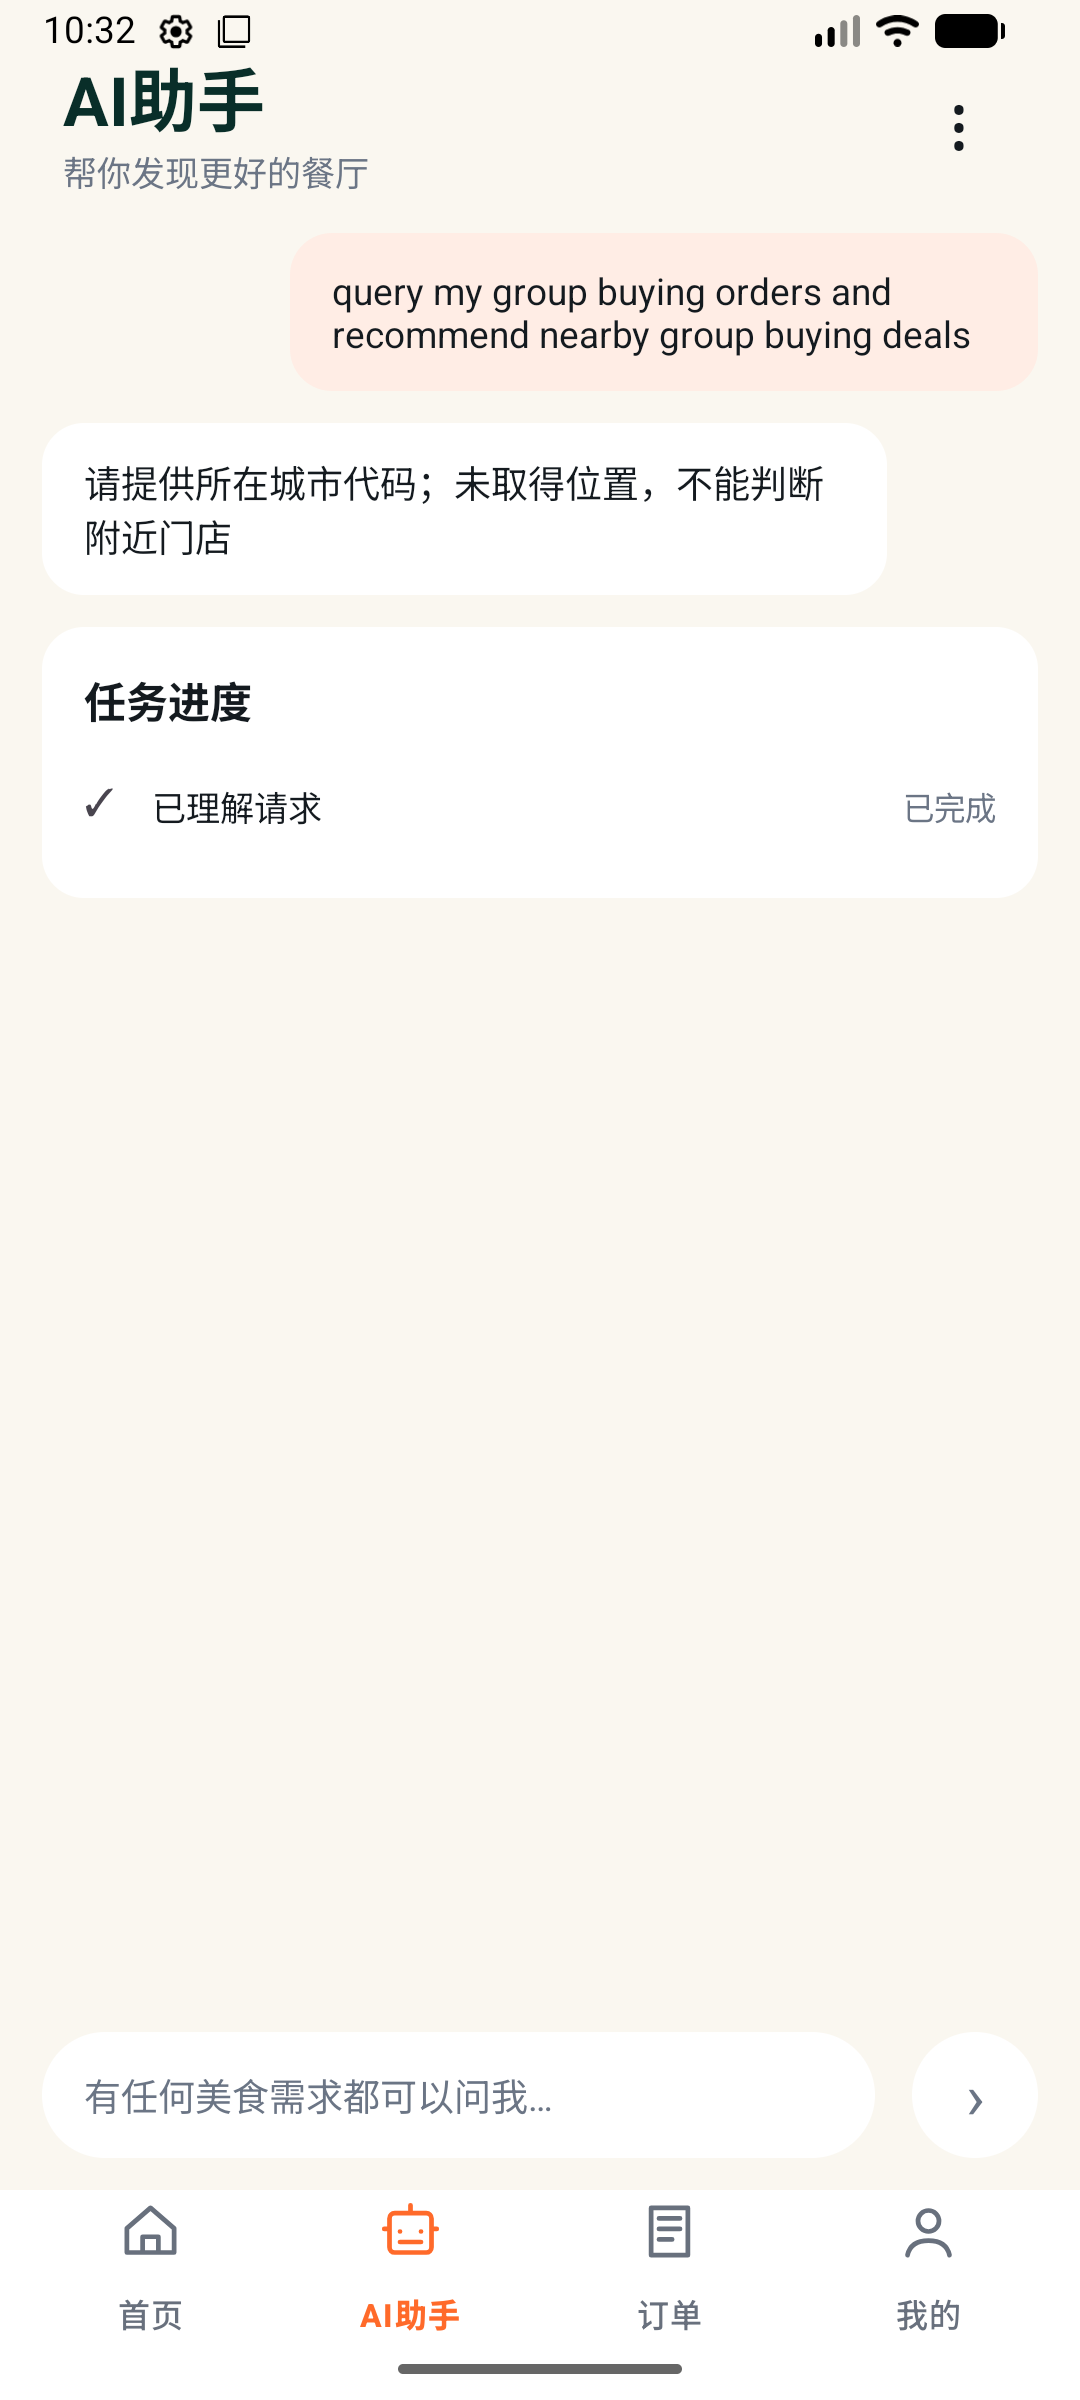 10:32
AI助手
帮你发现更好的餐厅
query my group buying orders and
recommend nearby group buying deals
请提供所在城市代码；未取得位置，不能判断
附近门店
任务进度
✓ 已理解请求 已完成
有任何美食需求都可以问我...
首页 AI助手 订单 我的